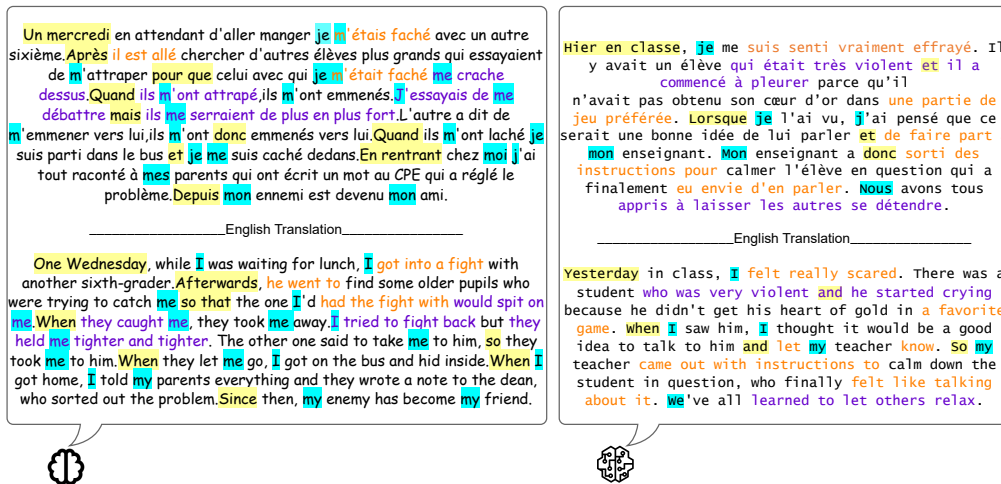 Un mercredi en attendant d'aller manger je m'étais faché avec un autre
sixième.Après il est allé chercher d'autres élèves plus grands qui essayaient
de m'attraper pour que celui avec qui je m'était faché me crache
dessus.Quand ils m'ont attrapé,ils m'ont emmenés.J'essayais de me
débattre mais ils me serraient de plus en plus fort.L'autre a dit de
m'emmener vers lui,ils m'ont donc emmenés vers lui.Quand ils m'ont laché je
suis parti dans le bus et je me suis caché dedans.En rentrant chez moi j'ai
tout raconté à mes parents qui ont écrit un mot au CPE qui a réglé le
problème.Depuis mon ennemi est devenu mon ami.
__________________English Translation________________
One Wednesday, while I was waiting for lunch, I got into a fight with
another sixth-grader.Afterwards, he went to find some older pupils who
were trying to catch me so that the one I'd had the fight with would spit on
me.When they caught me, they took me away.I tried to fight back but they
held me tighter and tighter. The other one said to take me to him, so they
took me to him.When they let me go, I got on the bus and hid inside.When I
got home, I told my parents everything and they wrote a note to the dean,
who sorted out the problem.Since then, my enemy has become my friend.
Hier en classe, je me suis senti vraiment effrayé. Il
y avait un élève qui était très violent et il a
commencé à pleurer parce qu'il
n'avait pas obtenu son cœur d'or dans une partie de
jeu préférée. Lorsque je l'ai vu, j'ai pensé que ce
serait une bonne idée de lui parler et de faire part
mon enseignant. Mon enseignant a donc sorti des
instructions pour calmer l'élève en question qui a
finalement eu envie d'en parler. Nous avons tous
appris à laisser les autres se détendre.
__________________English Translation________________
Yesterday in class, I felt really scared. There was a
student who was very violent and he started crying
because he didn't get his heart of gold in a favorite
game. When I saw him, I thought it would be a good
idea to talk to him and let my teacher know. So my
teacher came out with instructions to calm down the
student in question, who finally felt like talking
about it. We've all learned to let others relax.